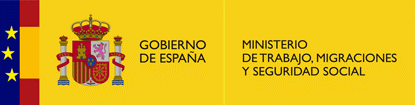 GOBIERNO
DE ESPAÑA
MINISTERIO
DE TRABAJO, MIGRACIONES
Y SEGURIDAD SOCIAL